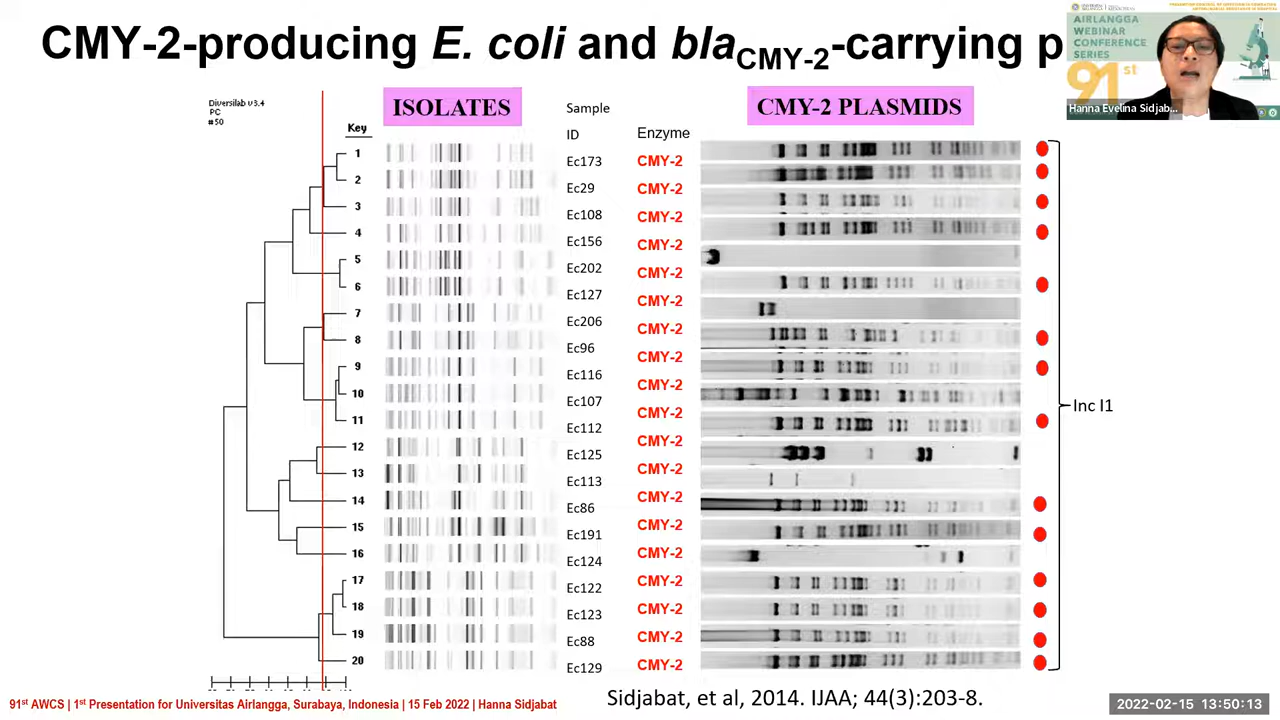 CMY-2-producing E. coli and blaCMY-2-carrying p
AIRLANGGA
WEBINAR
CONFERENCE
SERIES
91st
Hanna Evelina Sidjab...
Diversilab v3.4
PC
#50
ISOLATES
Sample
ID
Enzyme
CMY-2 PLASMIDS
Key
1 Ec173 CMY-2
2 Ec29 CMY-2
3 Ec108 CMY-2
4 Ec156 CMY-2
5 Ec202 CMY-2
6 Ec127 CMY-2
7 Ec206 CMY-2
8 Ec96 CMY-2
9 Ec116 CMY-2
10 Ec107 CMY-2
11 Ec112 CMY-2
12 Ec125 CMY-2
13 Ec113 CMY-2
14 Ec86 CMY-2
15 Ec191 CMY-2
16 Ec124 CMY-2
17 Ec122 CMY-2
18 Ec123 CMY-2
19 Ec88 CMY-2
20 Ec129 CMY-2
Inc I1
Sidjabat, et al, 2014. IJAA; 44(3):203-8.
91st AWCS | 1st Presentation for Universitas Airlangga, Surabaya, Indonesia | 15 Feb 2022 | Hanna Sidjabat
2022-02-15 13:50:13